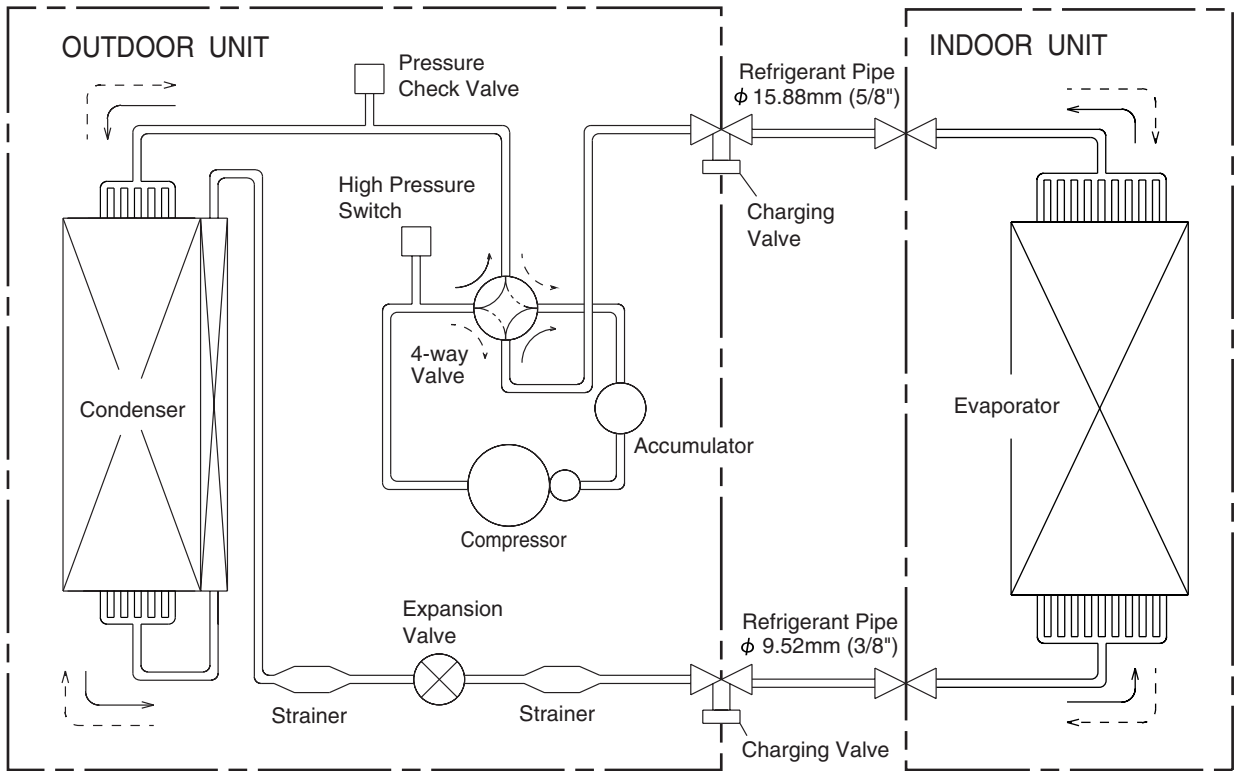 OUTDOOR UNIT
INDOOR UNIT
Pressure
Check Valve
Refrigerant Pipe
ϕ 15.88mm (5/8")
High Pressure
Switch
Charging
Valve
4-way
Valve
Condenser
Evaporator
Accumulator
Compressor
Expansion
Valve
Refrigerant Pipe
ϕ 9.52mm (3/8")
Strainer
Strainer
Charging Valve